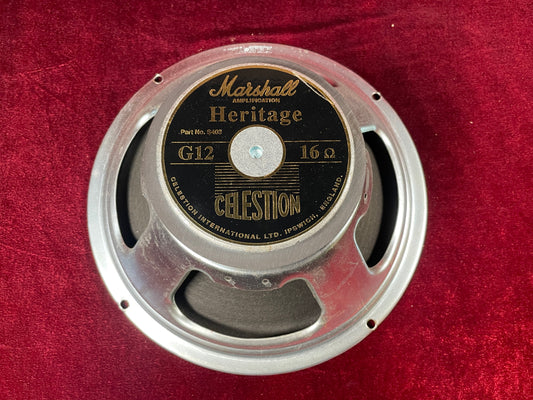 Marshall
AMPLIFICATION
Heritage
Part No. S403
G12 16 Ω
CELESTION
CELESTION INTERNATIONAL LTD. IPSWICH, ENGLAND.